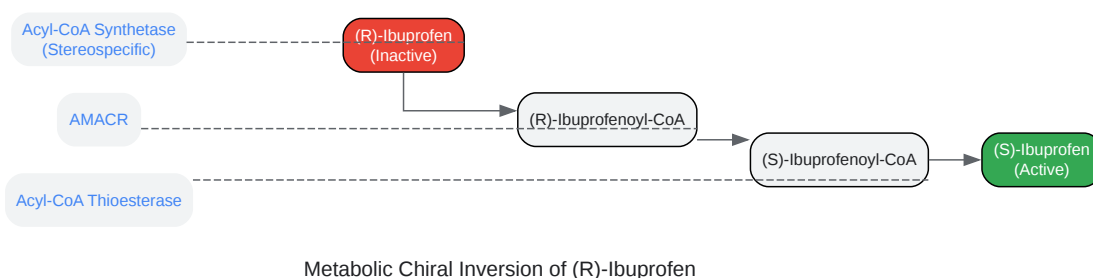 Acyl-CoA Synthetase
(Stereospecific)
(R)-Ibuprofen
(Inactive)
AMACR
(R)-Ibuprofenoyl-CoA
(S)-Ibuprofenoyl-CoA
(S)-Ibuprofen
(Active)
Acyl-CoA Thioesterase
Metabolic Chiral Inversion of (R)-Ibuprofen